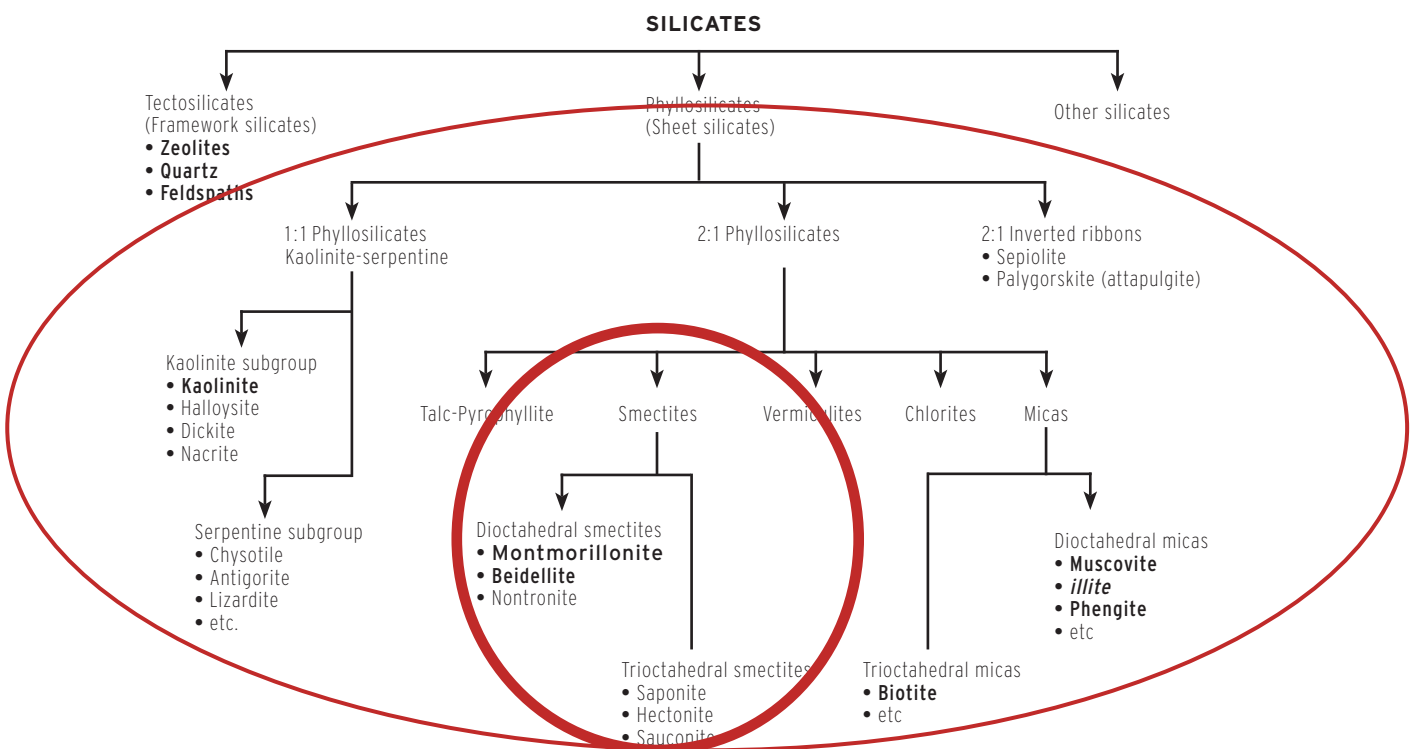 SILICATES
Tectosilicates
(Framework silicates)
• Zeolites
• Quartz
• Feldspaths
Phyllosilicates
(Sheet silicates)
Other silicates
1:1 Phyllosilicates
Kaolinite-serpentine
2:1 Phyllosilicates
2:1 Inverted ribbons
• Sepiolite
• Palygorskite (attapulgite)
Kaolinite subgroup
• Kaolinite
• Halloysite
• Dickite
• Nacrite
Talc-Pyrophyllite
Smectites
Vermiculites
Chlorites
Micas
Serpentine subgroup
• Chysotile
• Antigorite
• Lizardite
• etc.
Dioctahedral smectites
• Montmorillonite
• Beidellite
• Nontronite
Dioctahedral micas
• Muscovite
• illite
• Phengite
• etc
Trioctahedral smectites
• Saponite
• Hectonite
• Sauconite
Trioctahedral micas
• Biotite
• etc